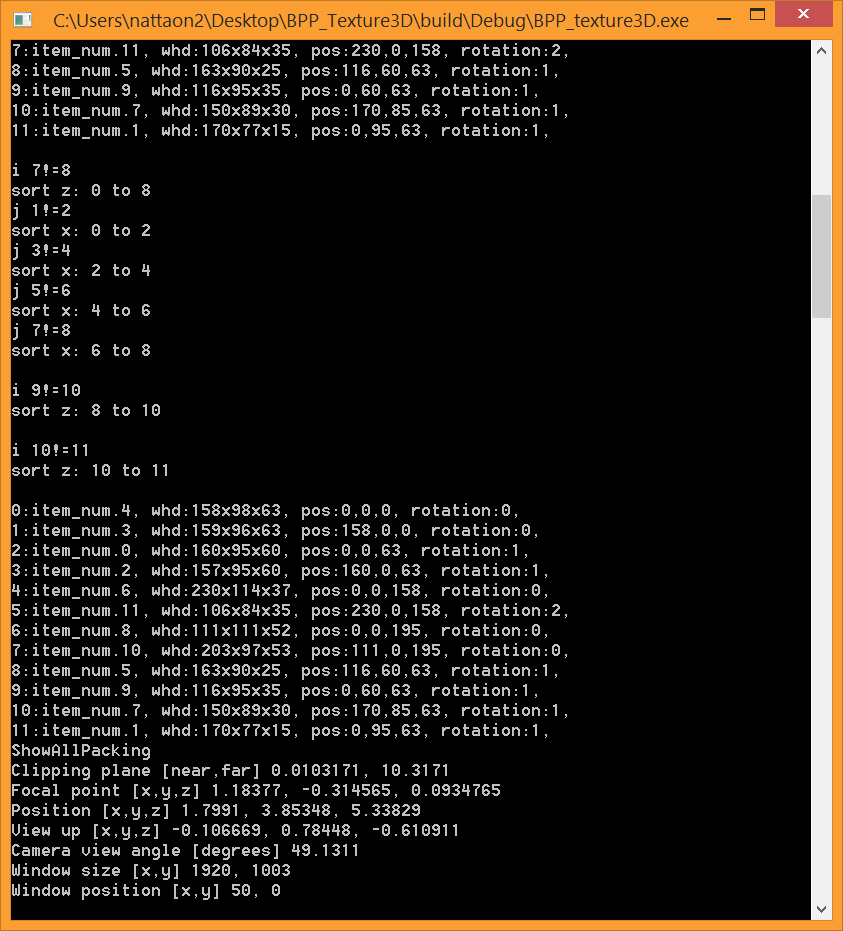 C:\Users\nattaon2\Desktop\BPP_Texture3D\build\Debug\BPP_texture3D.exe
7:item_num.11, whd:106x84x35, pos:230,0,158, rotation:2,
8:item_num.5, whd:163x90x25, pos:116,60,63, rotation:1,
9:item_num.9, whd:116x95x35, pos:0,60,63, rotation:1,
10:item_num.7, whd:150x89x30, pos:170,85,63, rotation:1,
11:item_num.1, whd:170x77x15, pos:0,95,63, rotation:1,
i 7!=8
sort z: 0 to 8
j 1!=2
sort x: 0 to 2
j 3!=4
sort x: 2 to 4
j 5!=6
sort x: 4 to 6
j 7!=8
sort x: 6 to 8
i 9!=10
sort z: 8 to 10
i 10!=11
sort z: 10 to 11
0:item_num.4, whd:158x98x63, pos:0,0,0, rotation:0,
1:item_num.3, whd:159x96x63, pos:158,0,0, rotation:0,
2:item_num.0, whd:160x95x60, pos:0,0,63, rotation:1,
3:item_num.2, whd:157x95x60, pos:160,0,63, rotation:1,
4:item_num.6, whd:230x114x37, pos:0,0,158, rotation:0,
5:item_num.11, whd:106x84x35, pos:230,0,158, rotation:2,
6:item_num.8, whd:111x111x52, pos:0,0,195, rotation:0,
7:item_num.10, whd:203x97x53, pos:111,0,195, rotation:0,
8:item_num.5, whd:163x90x25, pos:116,60,63, rotation:1,
9:item_num.9, whd:116x95x35, pos:0,60,63, rotation:1,
10:item_num.7, whd:150x89x30, pos:170,85,63, rotation:1,
11:item_num.1, whd:170x77x15, pos:0,95,63, rotation:1,
ShowAllPacking
Clipping plane [near,far] 0.0103171, 10.3171
Focal point [x,y,z] 1.18377, -0.314565, 0.0934765
Position [x,y,z] 1.7991, 3.85348, 5.33829
View up [x,y,z] -0.106669, 0.78448, -0.610911
Camera view angle [degrees] 49.1311
Window size [x,y] 1920, 1003
Window position [x,y] 50, 0